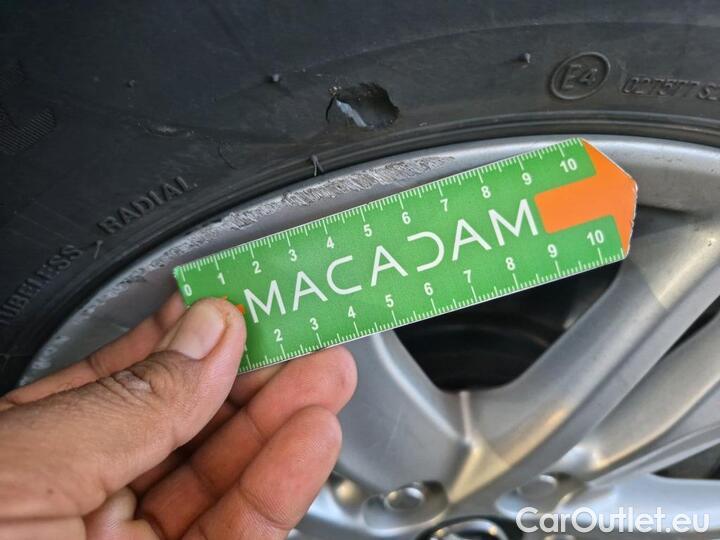 E4
TUBELESS RADIAL
0 1 2 3 4 5 6 7 8 9 10
MACADAM
2 3 4 5 6 7 8 9 10
CarOutlet.eu